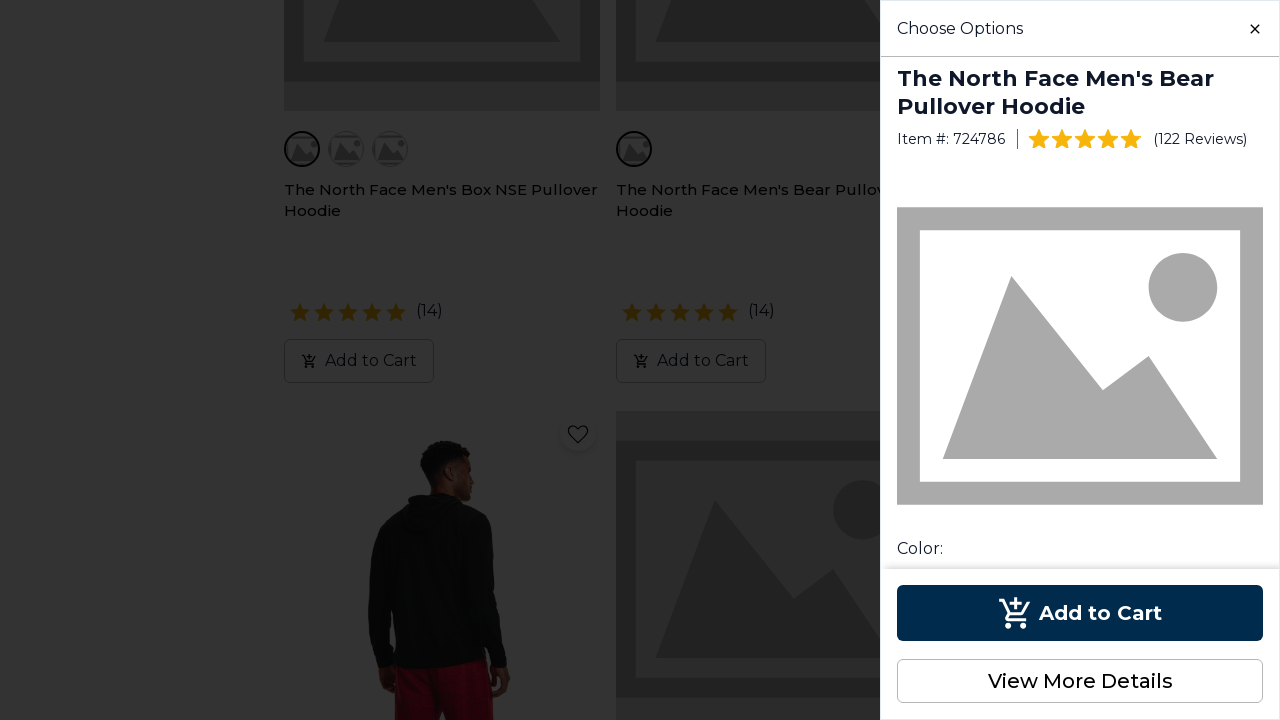 Choose Options
×
The North Face Men's Bear
Pullover Hoodie
Item #: 724786
(122 Reviews)
Color:
Add to Cart
View More Details
The North Face Men's Box NSE Pullover
Hoodie
(14)
Add to Cart
The North Face Men's Bear Pullov
Hoodie
(14)
Add to Cart